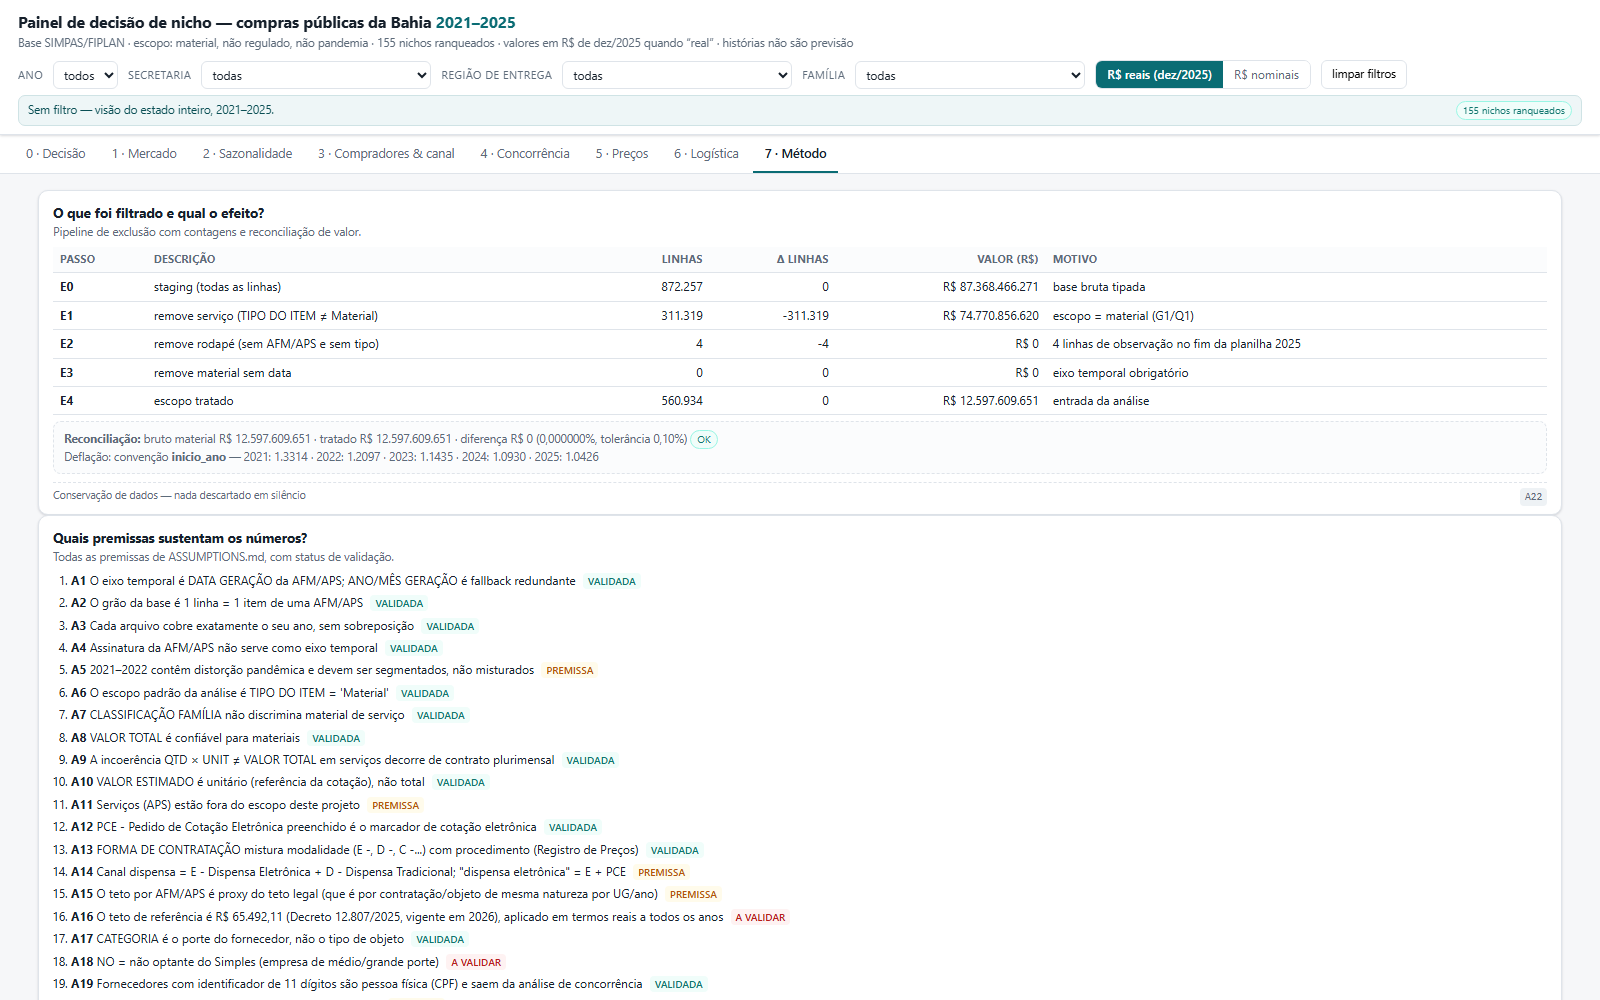 Painel de decisão de nicho — compras públicas da Bahia 2021–2025
Base SIMPAS/FIPLAN · escopo: material, não regulado, não pandemia · 155 nichos ranqueados · valores em R$ de dez/2025 quando "real" · histórias não são previsão
ANO todos SECRETARIA todas REGIÃO DE ENTREGA todas FAMÍLIA todas R$ reais (dez/2025) R$ nominais limpar filtros
Sem filtro — visão do estado inteiro, 2021–2025. 155 nichos ranqueados
0 · Decisão 1 · Mercado 2 · Sazonalidade 3 · Compradores & canal 4 · Concorrência 5 · Preços 6 · Logística 7 · Método
O que foi filtrado e qual o efeito?
Pipeline de exclusão com contagens e reconciliação de valor.
PASSO DESCRIÇÃO LINHAS Δ LINHAS VALOR (R$) MOTIVO
E0 staging (todas as linhas) 872.257 0 R$ 87.368.466.271 base bruta tipada
E1 remove serviço (TIPO DO ITEM ≠ Material) 311.319 -311.319 R$ 74.770.856.620 escopo = material (G1/Q1)
E2 remove rodapé (sem AFM/APS e sem tipo) 4 -4 R$ 0 4 linhas de observação no fim da planilha 2025
E3 remove material sem data 0 0 R$ 0 eixo temporal obrigatório
E4 escopo tratado 560.934 0 R$ 12.597.609.651 entrada da análise
Reconciliação: bruto material R$ 12.597.609.651 · tratado R$ 12.597.609.651 · diferença R$ 0 (0,000000%, tolerância 0,10%) OK
Deflação: convenção inicio_ano — 2021: 1.3314 · 2022: 1.2097 · 2023: 1.1435 · 2024: 1.0930 · 2025: 1.0426
Conservação de dados — nada descartado em silêncio A22
Quais premissas sustentam os números?
Todas as premissas de ASSUMPTIONS.md, com status de validação.
1. A1 O eixo temporal é DATA GERAÇÃO da AFM/APS; ANO/MÊS GERAÇÃO é fallback redundante VALIDADA
2. A2 O grão da base é 1 linha = 1 item de uma AFM/APS VALIDADA
3. A3 Cada arquivo cobre exatamente o seu ano, sem sobreposição VALIDADA
4. A4 Assinatura da AFM/APS não serve como eixo temporal VALIDADA
5. A5 2021–2022 contêm distorção pandêmica e devem ser segmentados, não misturados PREMISSA
6. A6 O escopo padrão da análise é TIPO DO ITEM = 'Material' VALIDADA
7. A7 CLASSIFICAÇÃO FAMÍLIA não discrimina material de serviço VALIDADA
8. A8 VALOR TOTAL é confiável para materiais VALIDADA
9. A9 A incoerência QTD × UNIT ≠ VALOR TOTAL em serviços decorre de contrato plurimensal VALIDADA
10. A10 VALOR ESTIMADO é unitário (referência da cotação), não total VALIDADA
11. A11 Serviços (APS) estão fora do escopo deste projeto PREMISSA
12. A12 PCE - Pedido de Cotação Eletrônica preenchido é o marcador de cotação eletrônica VALIDADA
13. A13 FORMA DE CONTRATAÇÃO mistura modalidade (E -, D -, C -...) com procedimento (Registro de Preços) VALIDADA
14. A14 Canal dispensa = E - Dispensa Eletrônica + D - Dispensa Tradicional; "dispensa eletrônica" = E + PCE PREMISSA
15. A15 O teto por AFM/APS é proxy do teto legal (que é por contratação/objeto de mesma natureza por UG/ano) PREMISSA
16. A16 O teto de referência é R$ 65.492,11 (Decreto 12.807/2025, vigente em 2026), aplicado em termos reais a todos os anos A VALIDAR
17. A17 CATEGORIA é o porte do fornecedor, não o tipo de objeto VALIDADA
18. A18 NO = não optante do Simples (empresa de médio/grande porte) A VALIDAR
19. A19 Fornecedores com identificador de 11 dígitos são pessoa física (CPF) e saem da análise de concorrência VALIDADA